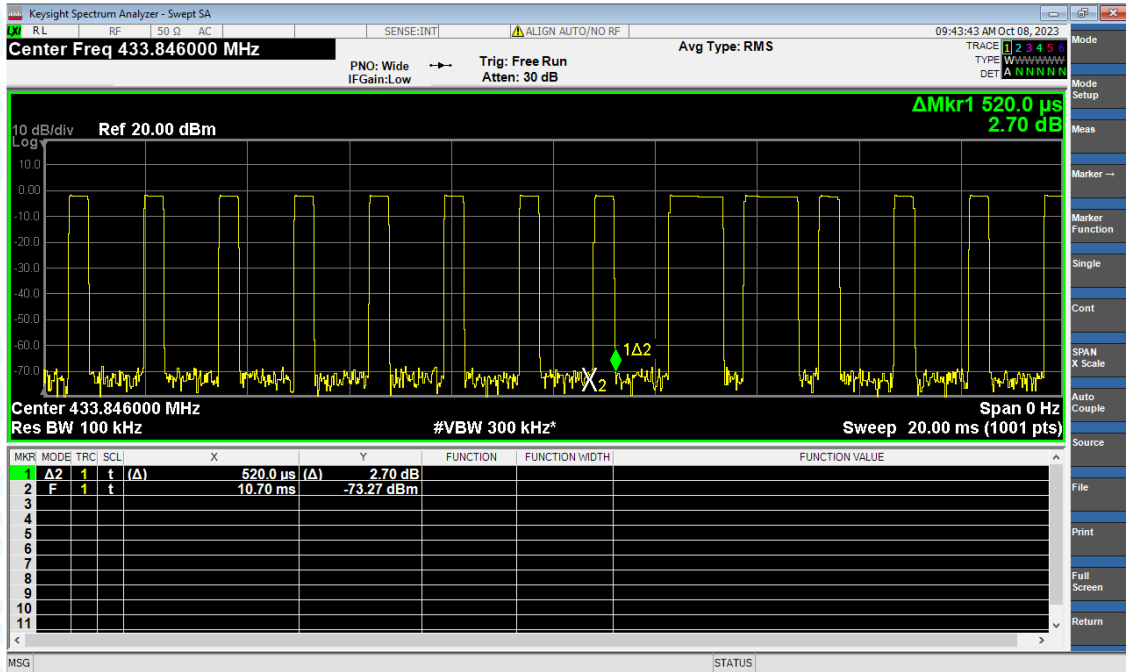 Keysight Spectrum Analyzer - Swept SA
LXI RL RF 50 Ω AC SENSE:INT ALIGN AUTO/NO RF 09:43:43 AM Oct 08, 2023
Center Freq 433.846000 MHz
PNO: Wide
IFGain:Low
Trig: Free Run
Atten: 30 dB
Avg Type: RMS
TRACE 1 2 3 4 5 6
TYPE WWWWWW
DET A N N N N N
ΔMkr1 520.0 µs
2.70 dB
10 dB/div Ref 20.00 dBm
Log
10.0
0.00
-10.0
-20.0
-30.0
-40.0
-50.0
-60.0
-70.0
1Δ2
X2
Center 433.846000 MHz Span 0 Hz
Res BW 100 kHz #VBW 300 kHz* Sweep 20.00 ms (1001 pts)
MKR MODE TRC SCL X Y FUNCTION FUNCTION WIDTH FUNCTION VALUE
1 Δ2 1 t (Δ) 520.0 µs (Δ) 2.70 dB
2 F 1 t 10.70 ms -73.27 dBm
3
4
5
6
7
8
9
10
11
MSG STATUS
Mode
Mode Setup
Meas
Marker →
Marker Function
Single
Cont
SPAN X Scale
Auto Couple
Source
File
Print
Full Screen
Return